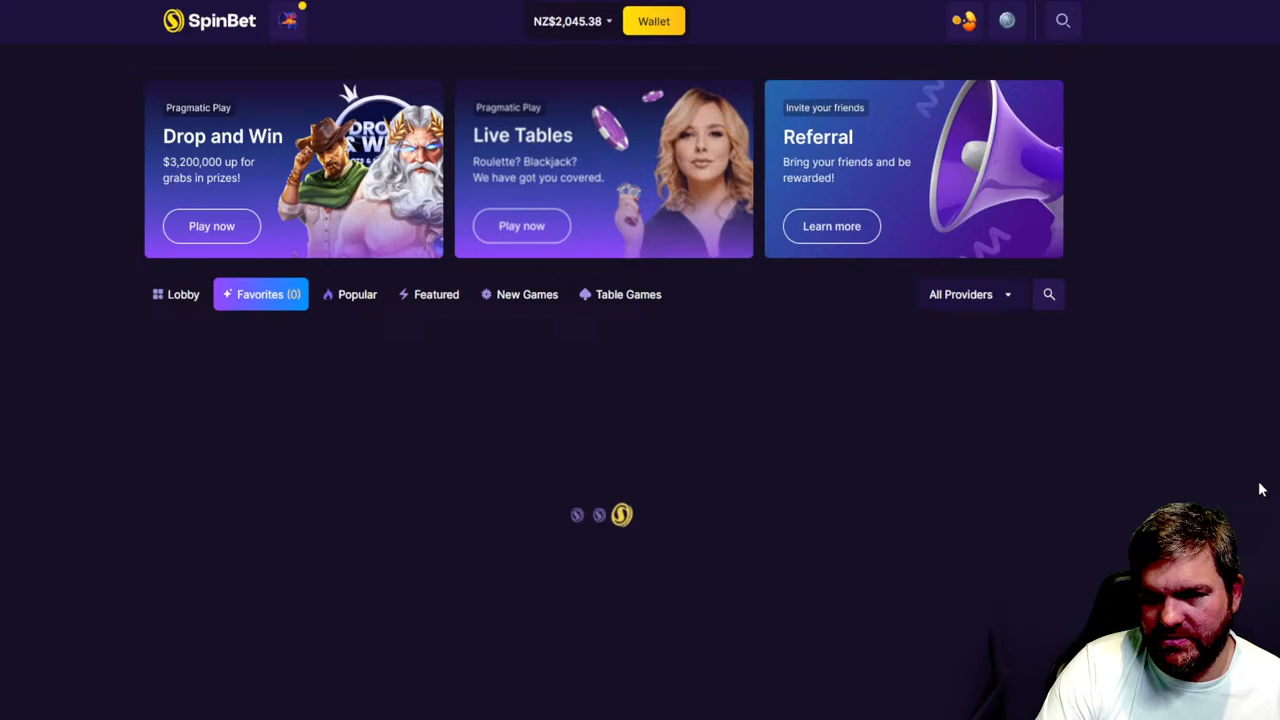 SpinBet
NZ$2,045.38
Wallet
Pragmatic Play
Drop and Win
$3,200,000 up for
grabs in prizes!
Play now
Pragmatic Play
Live Tables
Roulette? Blackjack?
We have got you covered.
Play now
Invite your friends
Referral
Bring your friends and be
rewarded!
Learn more
Lobby
Favorites (0)
Popular
Featured
New Games
Table Games
All Providers